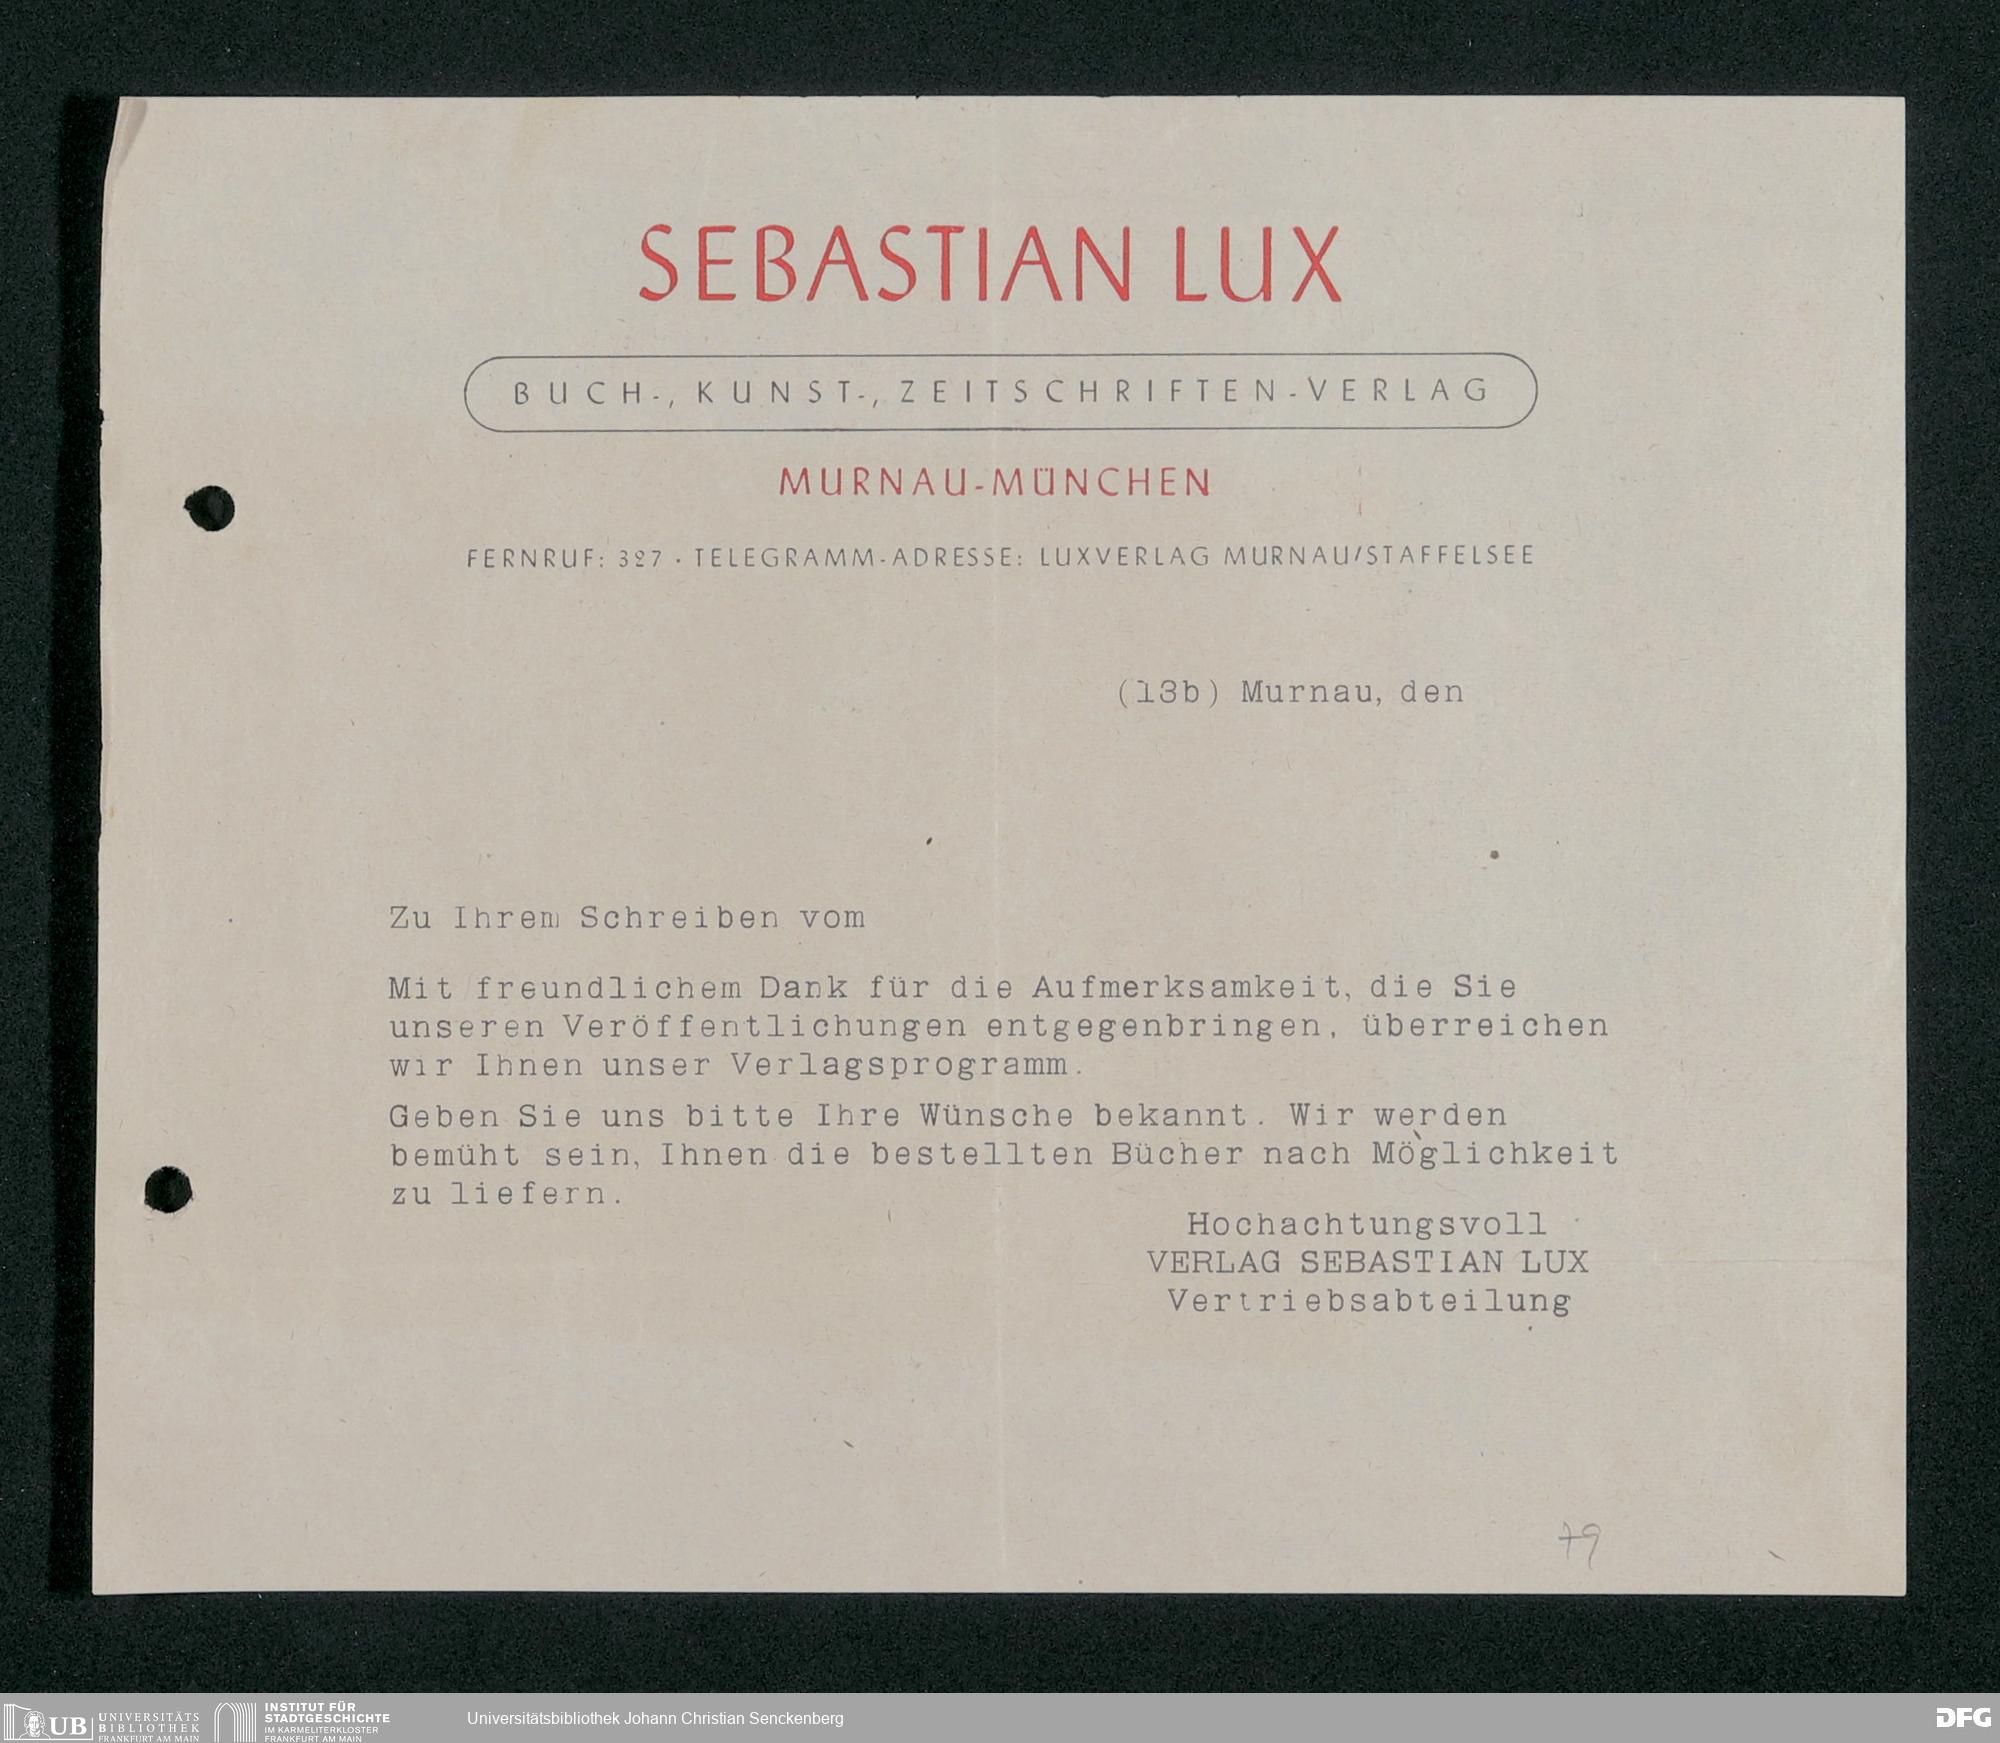 SEBASTIAN LUX
BUCH-, KUNST-, ZEITSCHRIFTEN-VERLAG
MURNAU-MÜNCHEN
FERNRUF: 327 · TELEGRAMM-ADRESSE: LUXVERLAG MURNAU/STAFFELSEE
(13b) Murnau, den
Zu Ihrem Schreiben vom
Mit freundlichem Dank für die Aufmerksamkeit, die Sie
unseren Veröffentlichungen entgegenbringen, überreichen
wir Ihnen unser Verlagsprogramm.
Geben Sie uns bitte Ihre Wünsche bekannt. Wir werden
bemüht sein, Ihnen die bestellten Bücher nach Möglichkeit
zu liefern.
Hochachtungsvoll
VERLAG SEBASTIAN LUX
Vertriebsabteilung
79
UB UNIVERSITÄTS
BIBLIOTHEK
FRANKFURT AM MAIN
INSTITUT FÜR
STADTGESCHICHTE
IM KARMELITERKLOSTER
FRANKFURT AM MAIN
Universitätsbibliothek Johann Christian Senckenberg
DFG